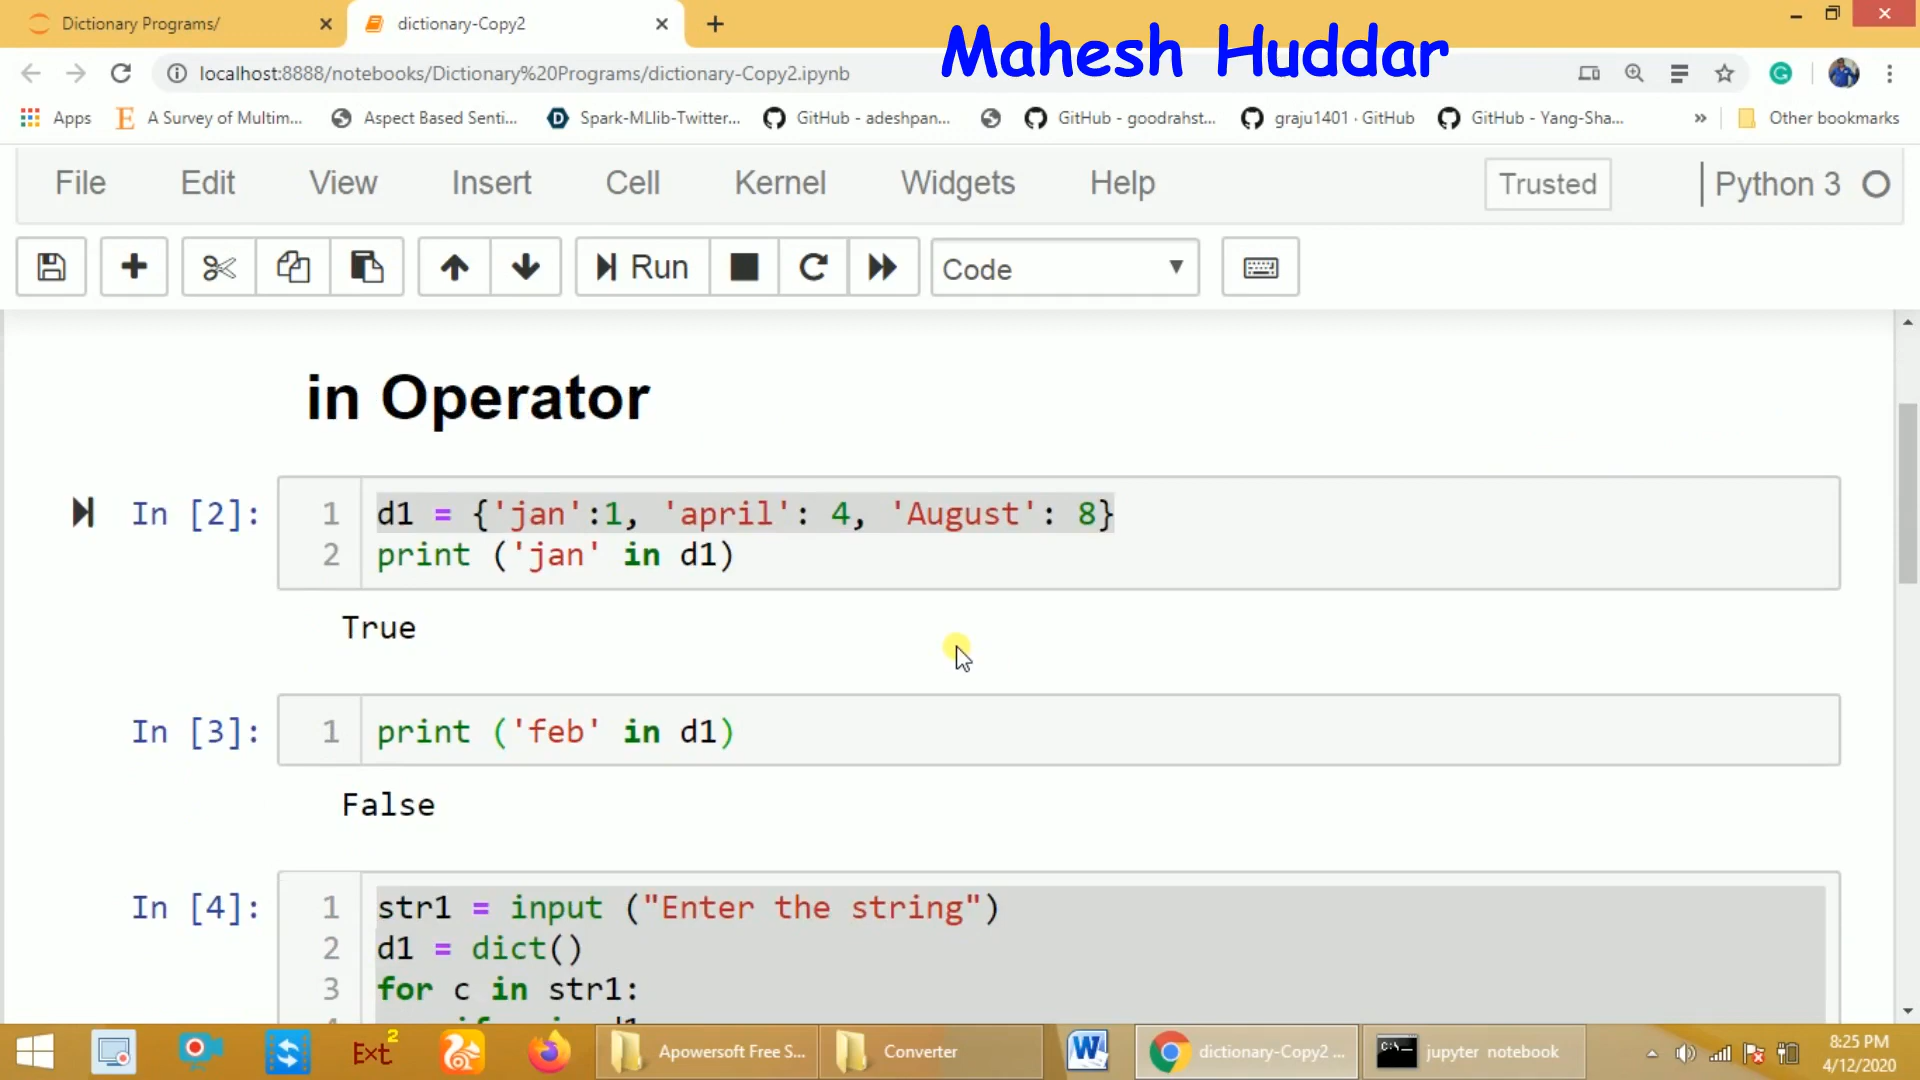 Dictionary Programs/
dictionary-Copy2
Mahesh Huddar
localhost:8888/notebooks/Dictionary%20Programs/dictionary-Copy2.ipynb
Apps
A Survey of Multim...
Aspect Based Senti...
Spark-MLlib-Twitter...
GitHub - adeshpan...
GitHub - goodrahst...
graju1401 · GitHub
GitHub - Yang-Sha...
»
Other bookmarks
File Edit View Insert Cell Kernel Widgets Help
Trusted
Python 3
Run
Code
in Operator
In [2]:
1 d1 = {'jan':1, 'april': 4, 'August': 8}
2 print ('jan' in d1)
True
In [3]:
1 print ('feb' in d1)
False
In [4]:
1 str1 = input ("Enter the string")
2 d1 = dict()
3 for c in str1:
Ext2
Apowersoft Free S...
Converter
dictionary-Copy2 ...
jupyter notebook
8:25 PM
4/12/2020